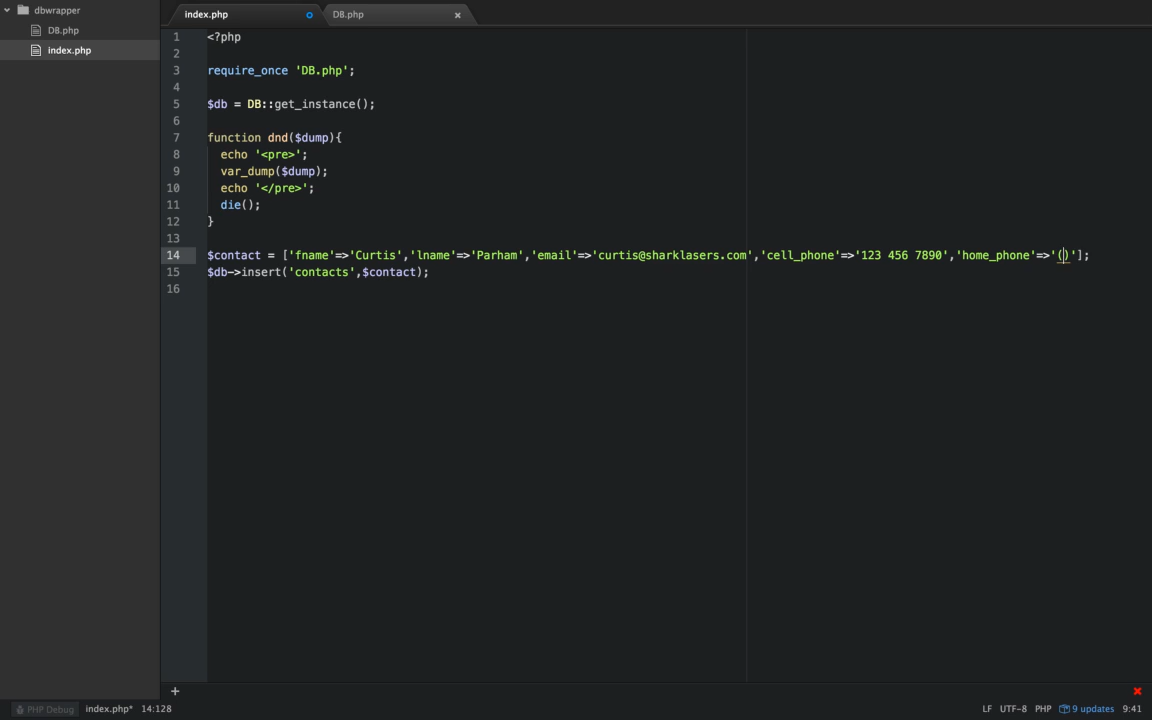 dbwrapper
DB.php
index.php
index.php
DB.php
1 <?php
2
3 require_once 'DB.php';
4
5 $db = DB::get_instance();
6
7 function dnd($dump){
8 echo '<pre>';
9 var_dump($dump);
10 echo '</pre>';
11 die();
12 }
13
14 $contact = ['fname'=>'Curtis','lname'=>'Parham','email'=>'curtis@sharklasers.com','cell_phone'=>'123 456 7890','home_phone'=>'()'];
15 $db->insert('contacts',$contact);
16
+
PHP Debug index.php* 14:128 LF UTF-8 PHP 9 updates 9:41